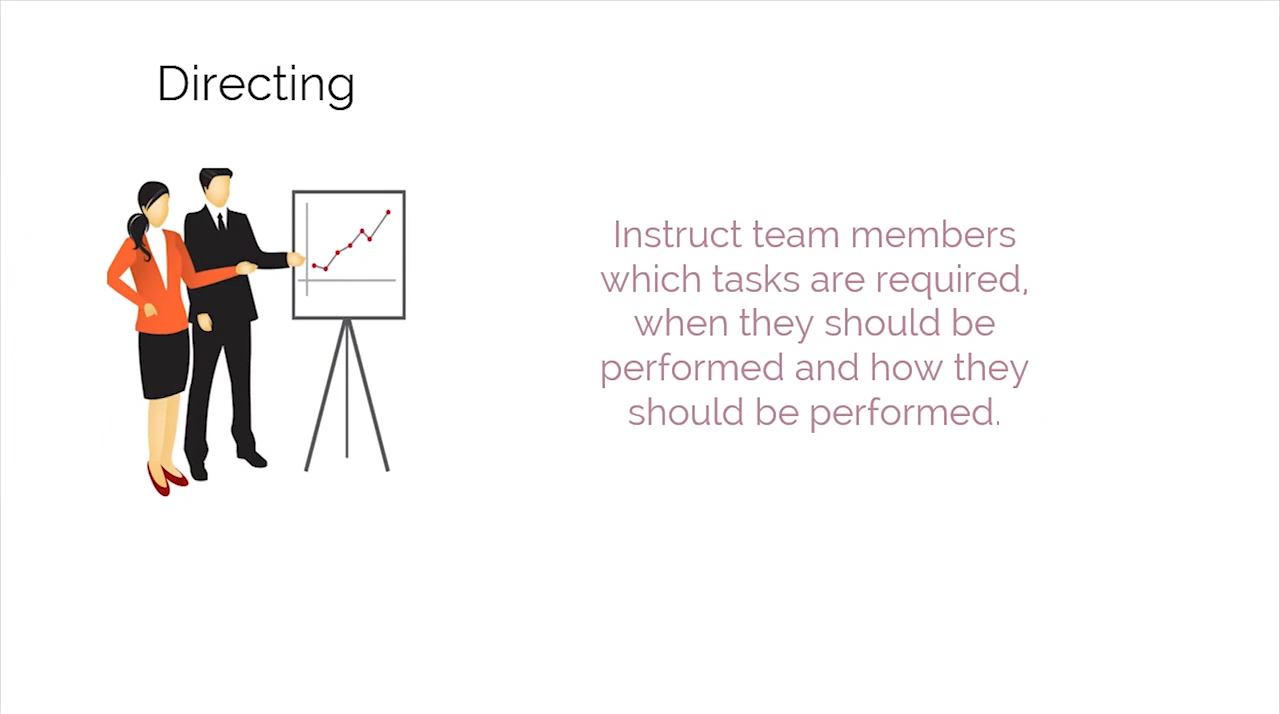 Directing
Instruct team members
which tasks are required,
when they should be
performed and how they
should be performed.